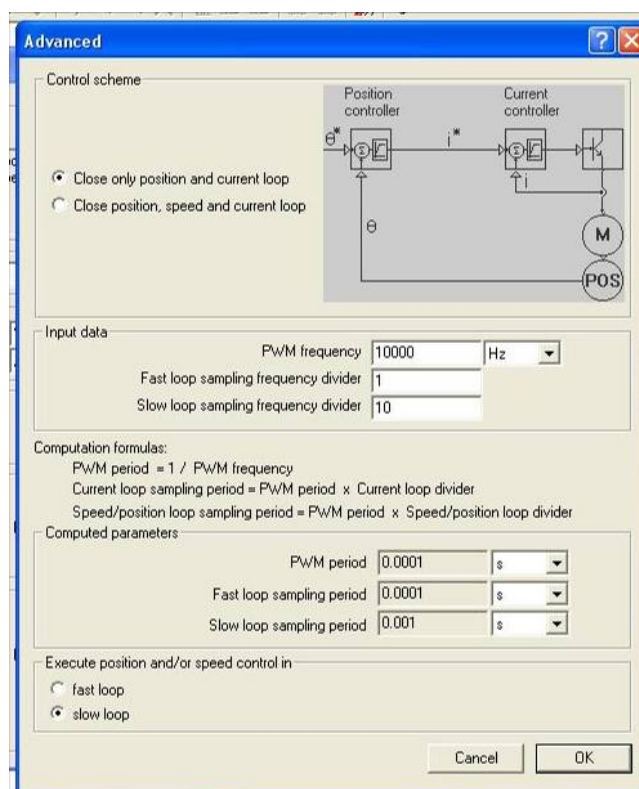 Advanced
Control scheme
Position
controller
Current
controller
θ*
i*
Σ
Σ
i
θ
M
POS
Close only position and current loop
Close position, speed and current loop
Input data
PWM frequency 10000 Hz
Fast loop sampling frequency divider 1
Slow loop sampling frequency divider 10
Computation formulas:
PWM period = 1 / PWM frequency
Current loop sampling period = PWM period x Current loop divider
Speed/position loop sampling period = PWM period x Speed/position loop divider
Computed parameters
PWM period 0.0001 s
Fast loop sampling period 0.0001 s
Slow loop sampling period 0.001 s
Execute position and/or speed control in
fast loop
slow loop
Cancel OK